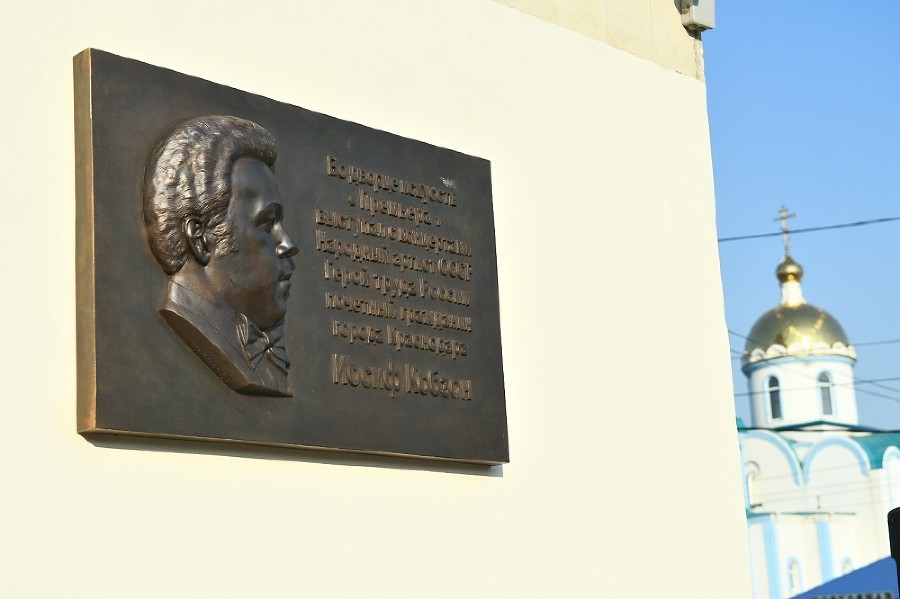 Во дворце искусств
« Премьера »
выступал с концертами
Народный артист СССР
Герой труда России
почетный гражданин
города Краснодара
Иосиф Кобзон